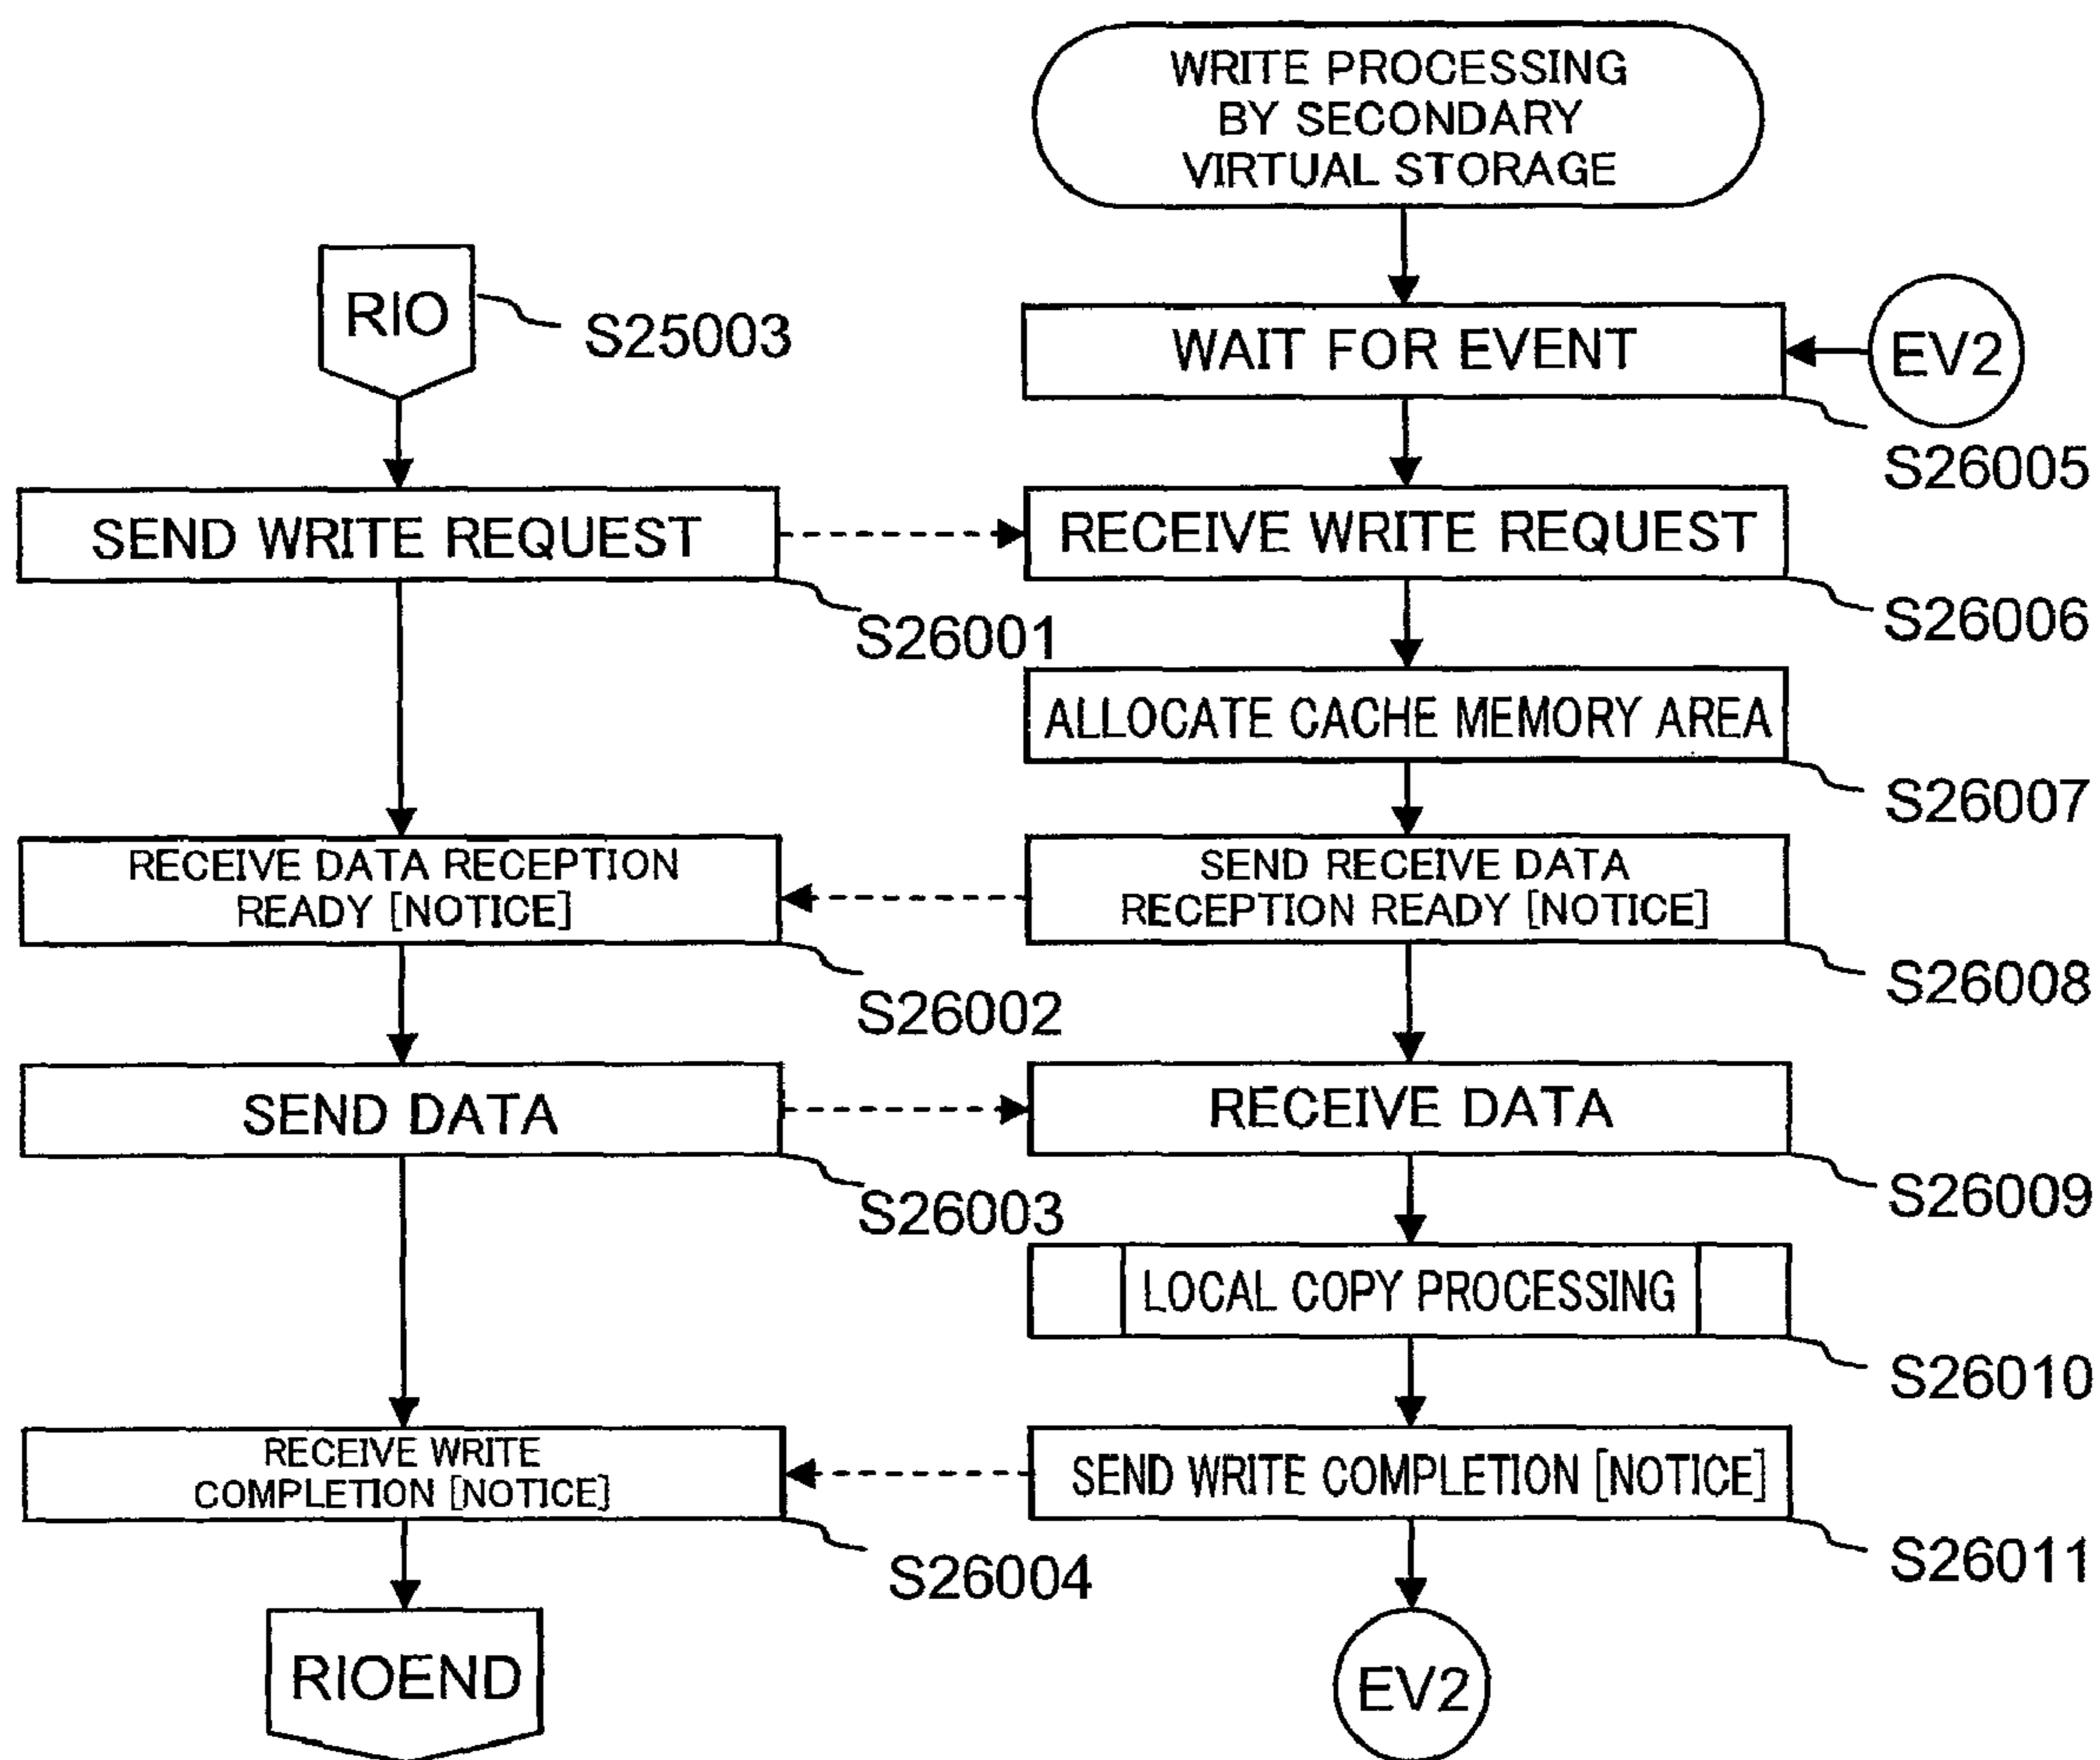 WRITE PROCESSING
BY SECONDARY
VIRTUAL STORAGE
RIO
S25003
WAIT FOR EVENT
EV2
S26005
SEND WRITE REQUEST
RECEIVE WRITE REQUEST
S26001
S26006
ALLOCATE CACHE MEMORY AREA
S26007
RECEIVE DATA RECEPTION
READY [NOTICE]
SEND RECEIVE DATA
RECEPTION READY [NOTICE]
S26002
S26008
SEND DATA
RECEIVE DATA
S26003
S26009
LOCAL COPY PROCESSING
S26010
RECEIVE WRITE
COMPLETION [NOTICE]
SEND WRITE COMPLETION [NOTICE]
S26004
S26011
RIOEND
EV2